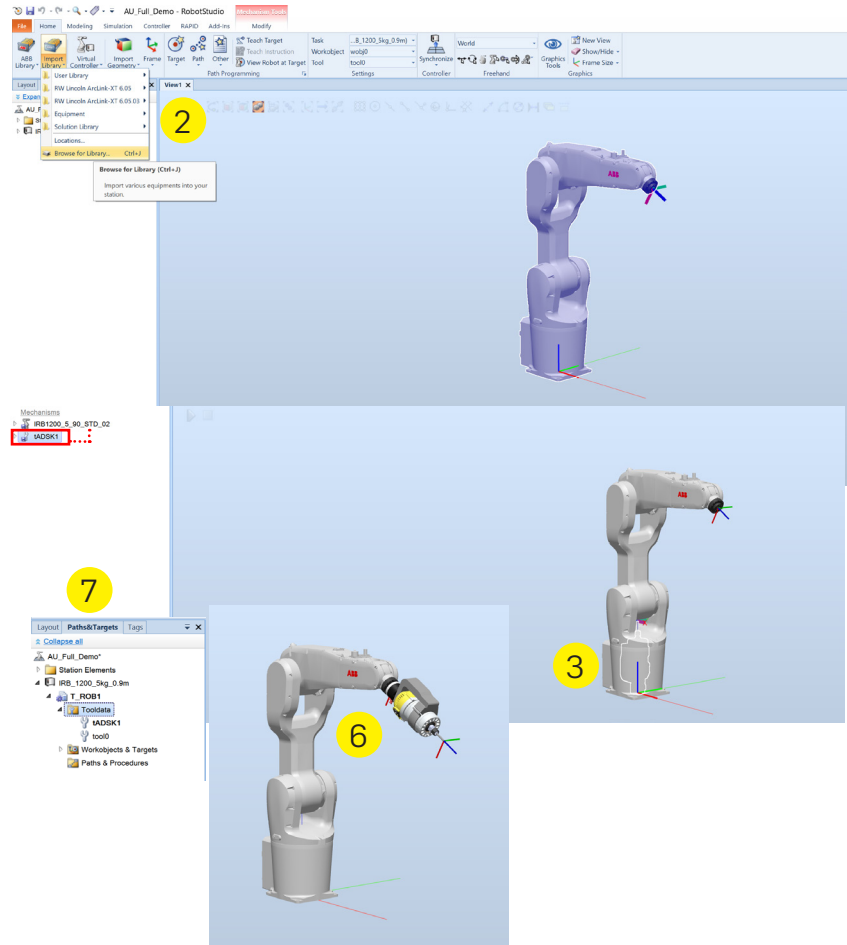 AU_Full_Demo - RobotStudio
Mechanism Tools
File Home Modeling Simulation Controller RAPID Add-Ins Modify
ABB Library
Import Library
Virtual Controller
Import Geometry
Frame
Target
Path
Other
Teach Target
Teach Instruction
View Robot at Target
Path Programming
Task ...8_1200_5kg_0.9m)
Workobject wobj0
Tool tool0
Settings
Synchronize
Controller
World
Freehand
Graphics Tools
New View
Show/Hide
Frame Size
Graphics
User Library
RW Lincoln ArcLink-XT 6.05
RW Lincoln ArcLink-XT 6.05.03
Equipment
Solution Library
Locations...
Browse for Library... Ctrl+J
Browse for Library (Ctrl+J)
Import various equipments into your
station.
Layout
View1 X
2
ABB
Mechanisms
IRB1200_5_90_STD_02
tADSK1
ABB
3
7
Layout Paths&Targets Tags
Collapse all
AU_Full_Demo*
Station Elements
IRB_1200_5kg_0.9m
T_ROB1
Tooldata
tADSK1
tool0
Workobjects & Targets
Paths & Procedures
ABB
6